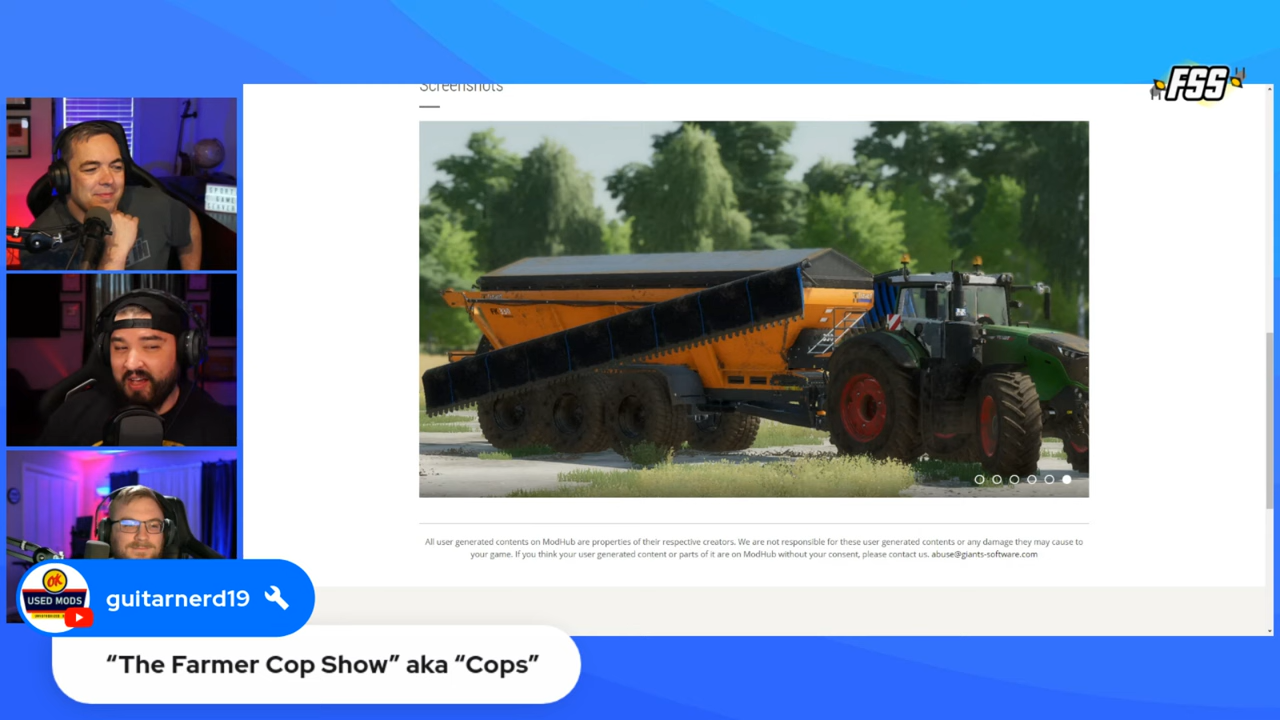 Screenshots
FSS
All user generated contents on ModHub are properties of their respective creators. We are not responsible for these user generated contents or any damage they may cause to
your game. If you think your user generated content or parts of it are on ModHub without your consent, please contact us. abuse@giants-software.com
OK
USED MODS
guitarnerd19
“The Farmer Cop Show” aka “Cops”